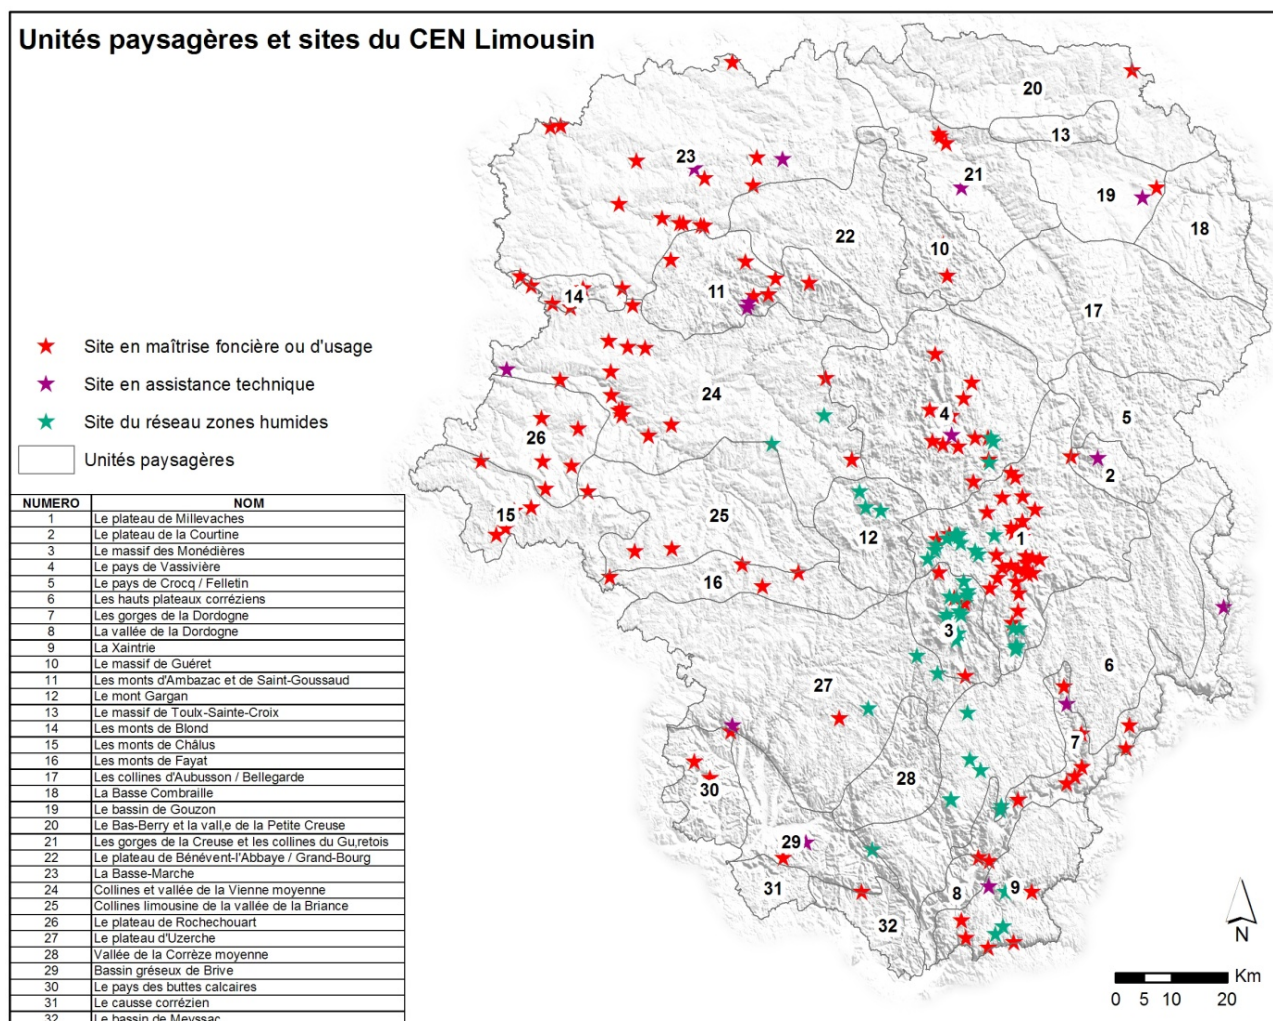 Unités paysagères et sites du CEN Limousin
Site en maîtrise foncière ou d'usage
Site en assistance technique
Site du réseau zones humides
Unités paysagères
NUMERO NOM
1 Le plateau de Millevaches
2 Le plateau de la Courtine
3 Le massif des Monédières
4 Le pays de Vassivière
5 Le pays de Crocq / Felletin
6 Les hauts plateaux corréziens
7 Les gorges de la Dordogne
8 La vallée de la Dordogne
9 La Xaintrie
10 Le massif de Guéret
11 Les monts d'Ambazac et de Saint-Goussaud
12 Le mont Gargan
13 Le massif de Toulx-Sainte-Croix
14 Les monts de Blond
15 Les monts de Châlus
16 Les monts de Fayat
17 Les collines d'Aubusson / Bellegarde
18 La Basse Combraille
19 Le bassin de Gouzon
20 Le Bas-Berry et la vall,e de la Petite Creuse
21 Les gorges de la Creuse et les collines du Gu,retois
22 Le plateau de Bénévent-l'Abbaye / Grand-Bourg
23 La Basse-Marche
24 Collines et vallée de la Vienne moyenne
25 Collines limousine de la vallée de la Briance
26 Le plateau de Rochechouart
27 Le plateau d'Uzerche
28 Vallée de la Corrèze moyenne
29 Bassin gréseux de Brive
30 Le pays des buttes calcaires
31 Le causse corrézien
32 Le bassin de Meyssac
20
13
23
21
19
18
22
10
11
14
17
24
4
5
26
2
15
25
12
1
16
3
6
27
7
28
30
29
31
8
9
32
N
Km
0 5 10 20